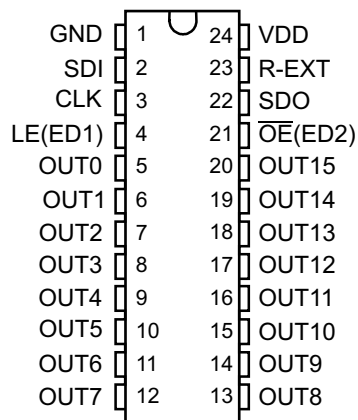 GND 1 24 VDD
SDI 2 23 R-EXT
CLK 3 22 SDO
LE(ED1) 4 21 O̅E̅(ED2)
OUT0 5 20 OUT15
OUT1 6 19 OUT14
OUT2 7 18 OUT13
OUT3 8 17 OUT12
OUT4 9 16 OUT11
OUT5 10 15 OUT10
OUT6 11 14 OUT9
OUT7 12 13 OUT8